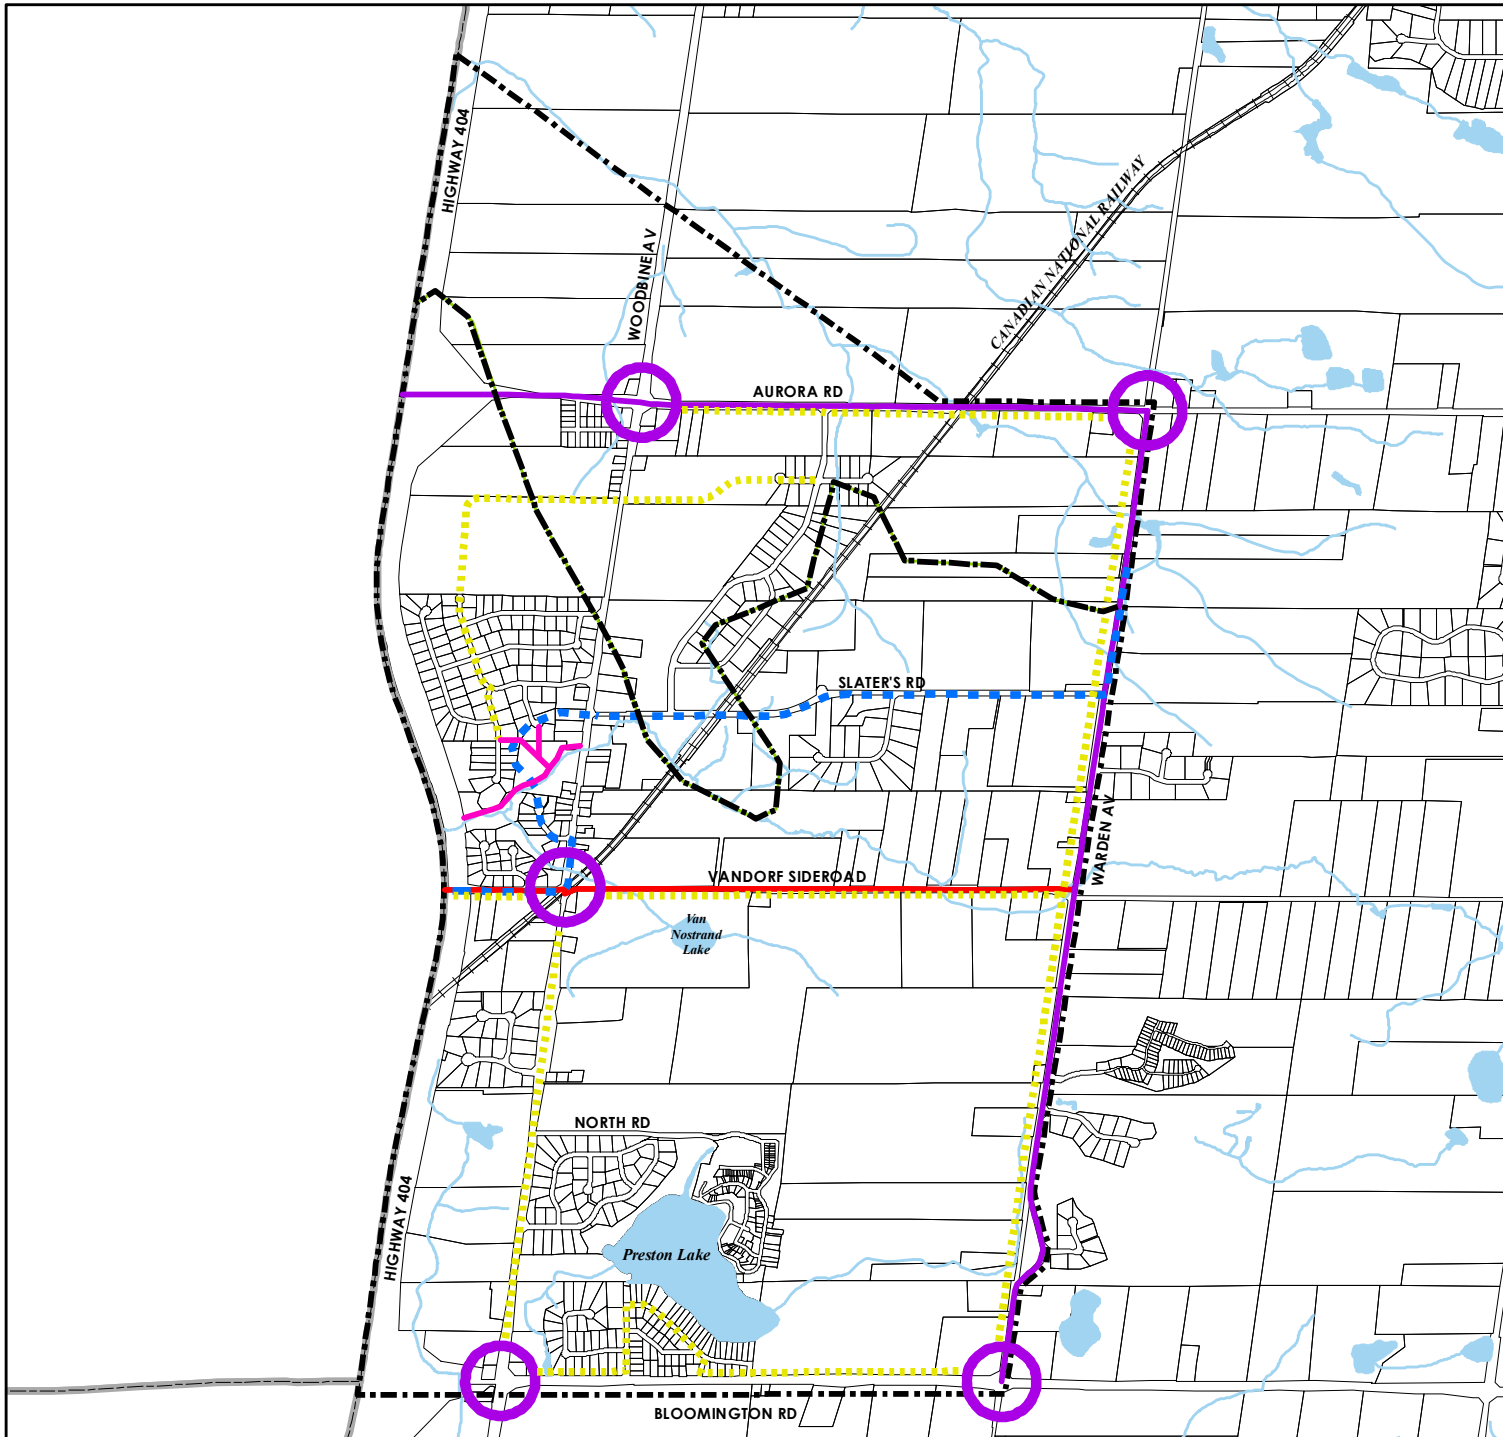 HIGHWAY 404
CANADIAN NATIONAL RAILWAY
WOODBINE AV
AURORA RD
SLATER'S RD
WARDEN AV
VANDORF SIDEROAD
Van
Nostrand
Lake
NORTH RD
HIGHWAY 404
Preston Lake
BLOOMINGTON RD